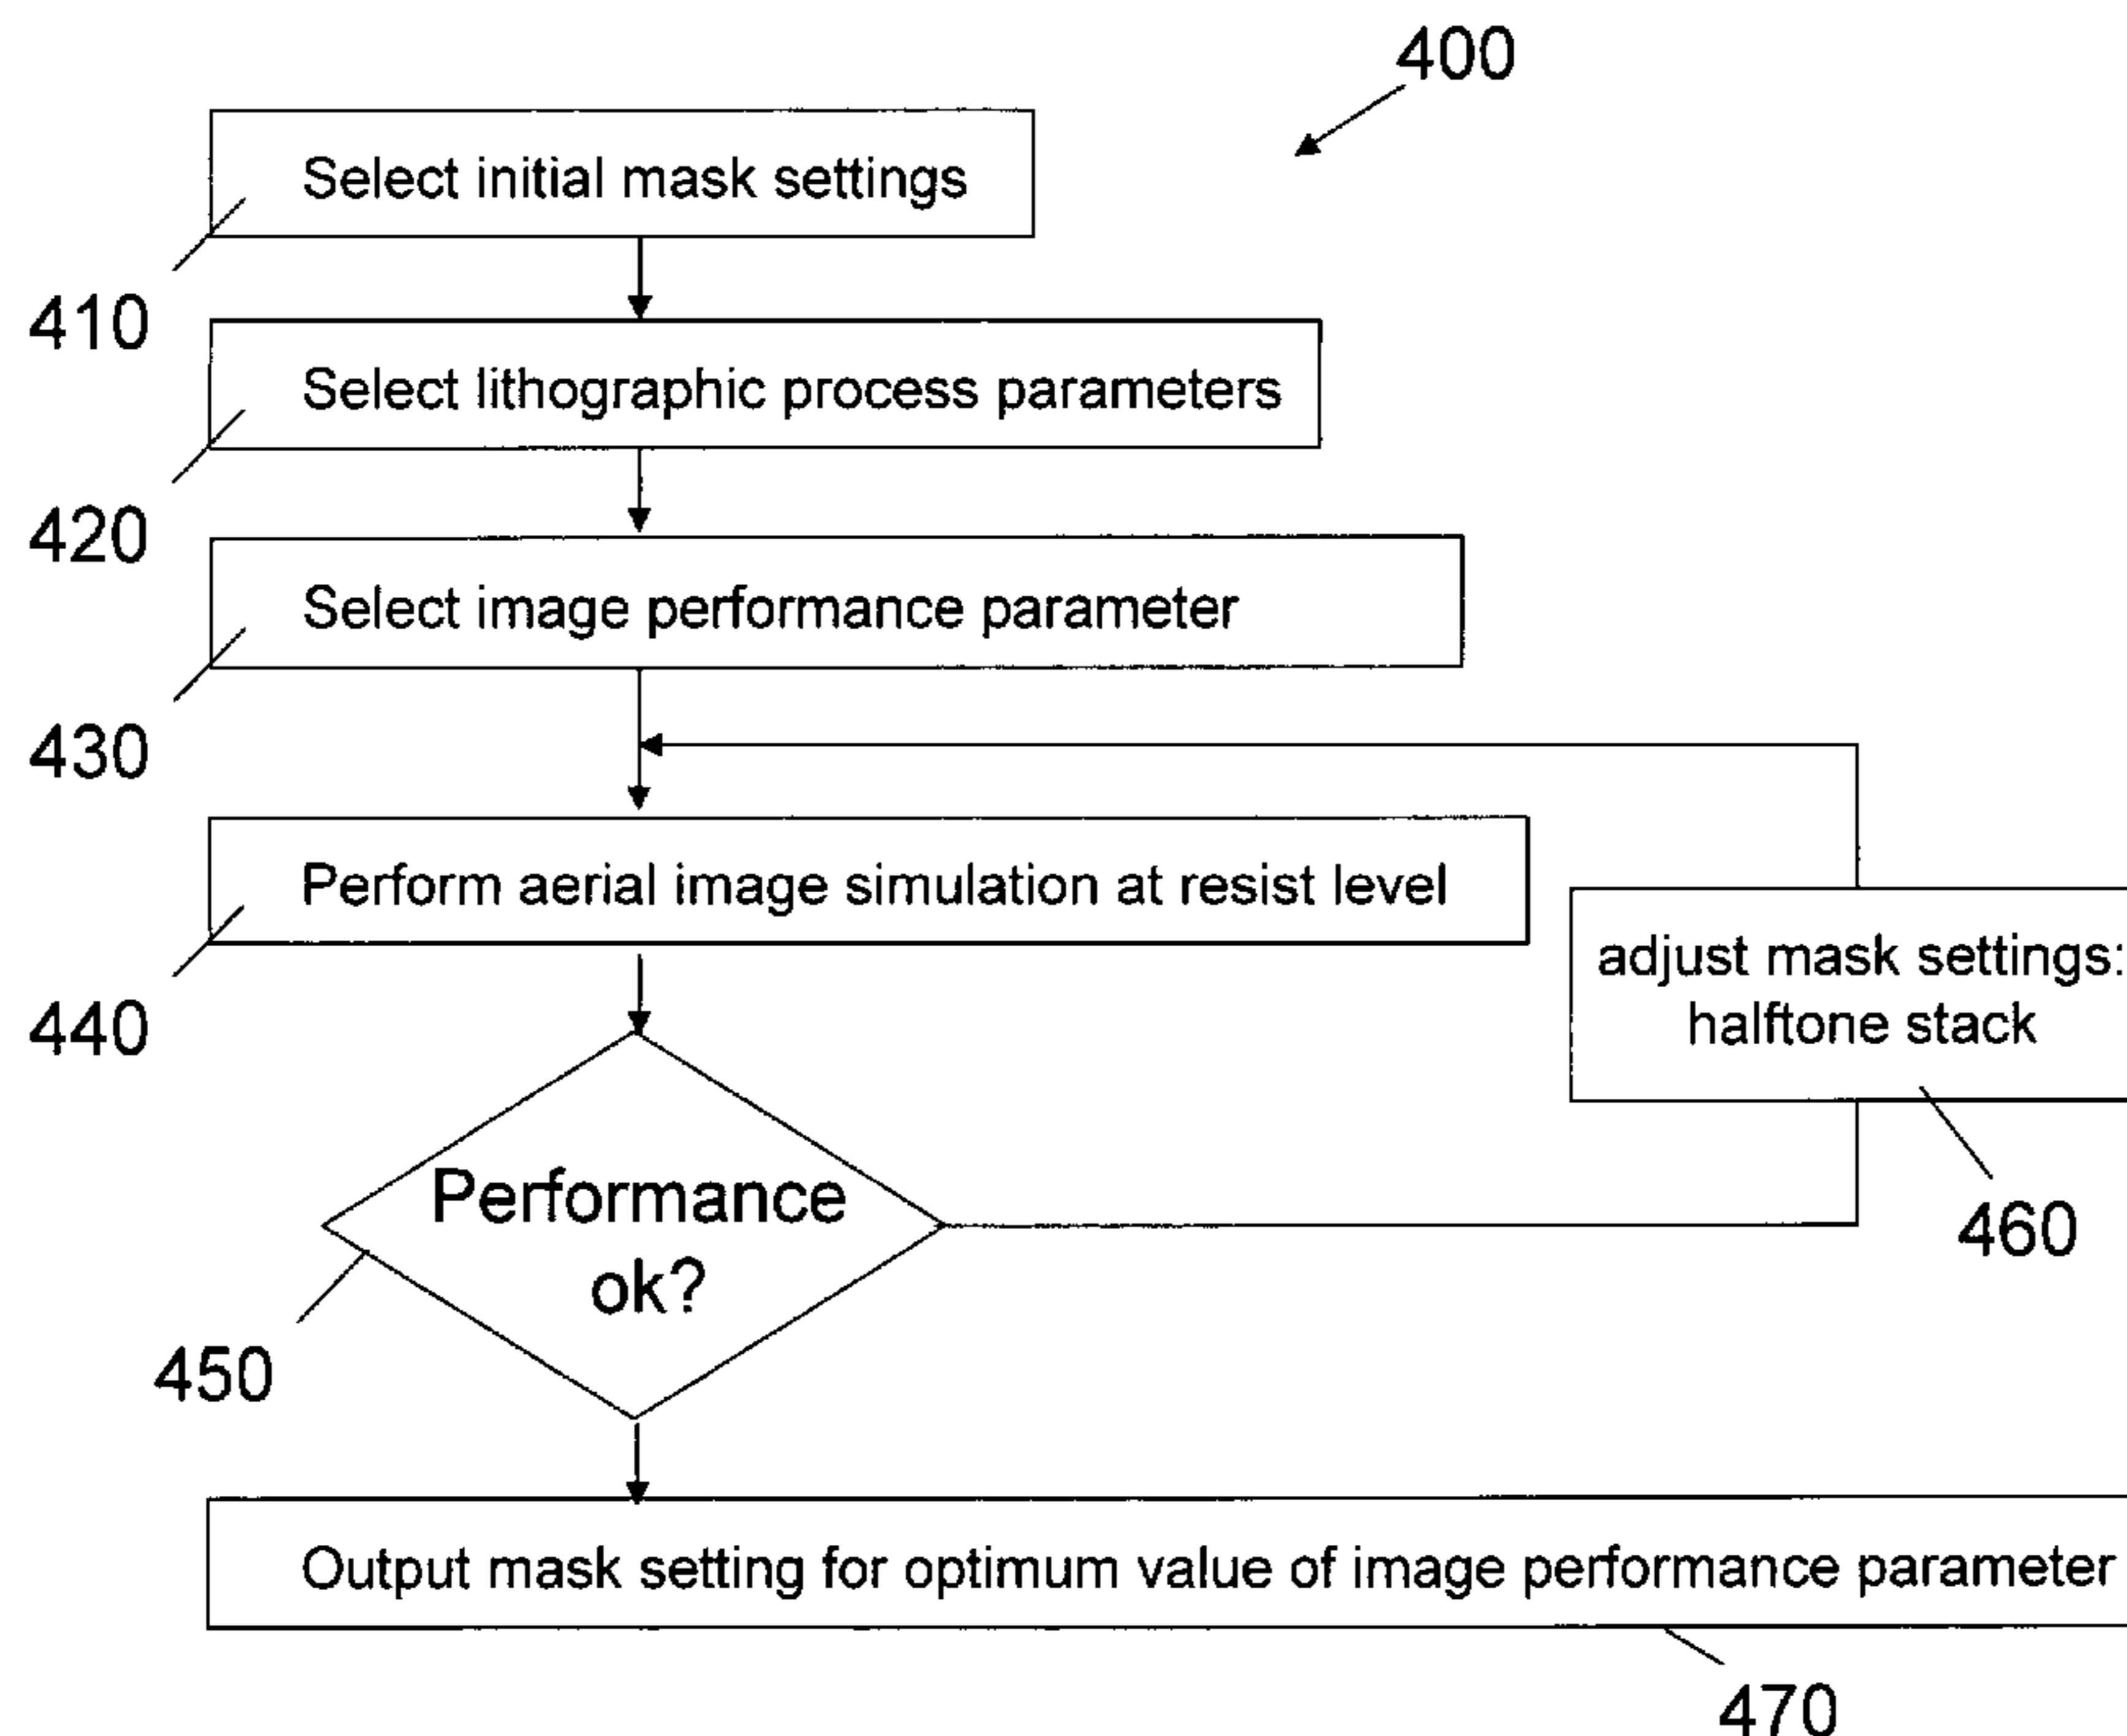 400
Select initial mask settings
410
Select lithographic process parameters
420
Select image performance parameter
430
Perform aerial image simulation at resist level
440
adjust mask settings:
halftone stack
460
Performance
ok?
450
Output mask setting for optimum value of image performance parameter
470